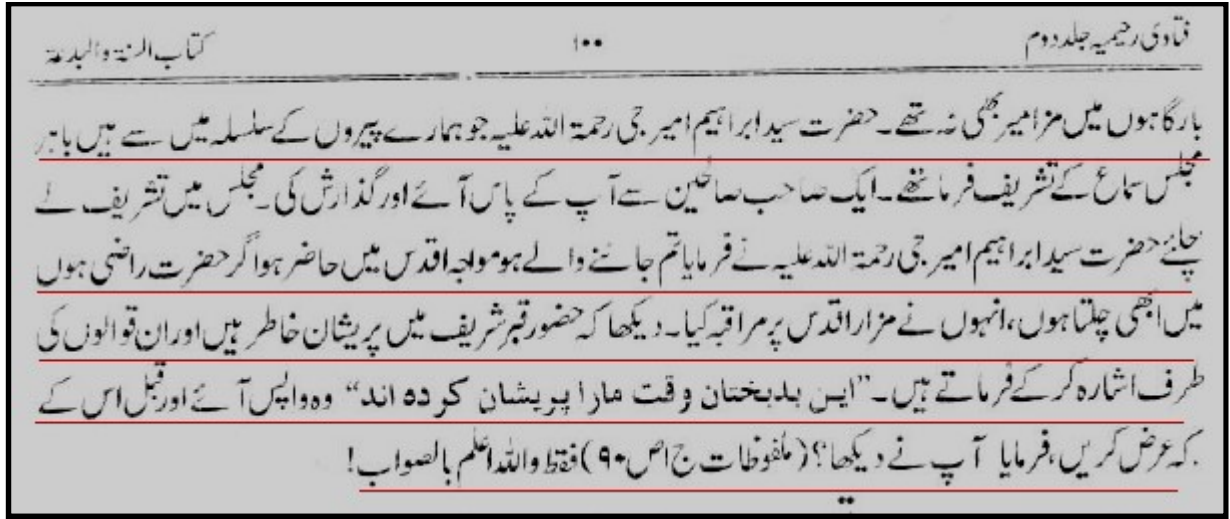 فتاوی رحیمیہ جلد دوم ۱۰۰ کتاب السنۃ والبدعۃ
بارگاہوں میں مزامیر بھی نہ تھے۔ حضرت سید ابراہیم امیر جی رحمۃ اللہ علیہ جو ہمارے پیروں کے سلسلہ میں سے ہیں باہر
مجلس سماع کے تشریف فرما تھے۔ ایک صاحب صالحین سے آپ کے پاس آئے اور گذارش کی۔ مجلس میں تشریف لے
چلئے حضرت سید ابراہیم امیر جی رحمۃ اللہ علیہ نے فرمایا تم جاننے والے ہو مواجہ اقدس میں حاضر ہو اگر حضرت راضی ہوں
میں ابھی چلتا ہوں، انہوں نے مزار اقدس پر مراقبہ کیا۔ دیکھا کہ حضور قبر شریف میں پریشان خاطر ہیں اور ان قوالوں کی
طرف اشارہ کر کے فرماتے ہیں۔ ”ایں بدبختان وقت مارا پریشان کردہ اند“ وہ واپس آئے اور قبل اس کے
کہ عرض کریں، فرمایا آپ نے دیکھا؟ (ملفوظات ج اص ۹۰) فقط واللہ اعلم بالصواب!